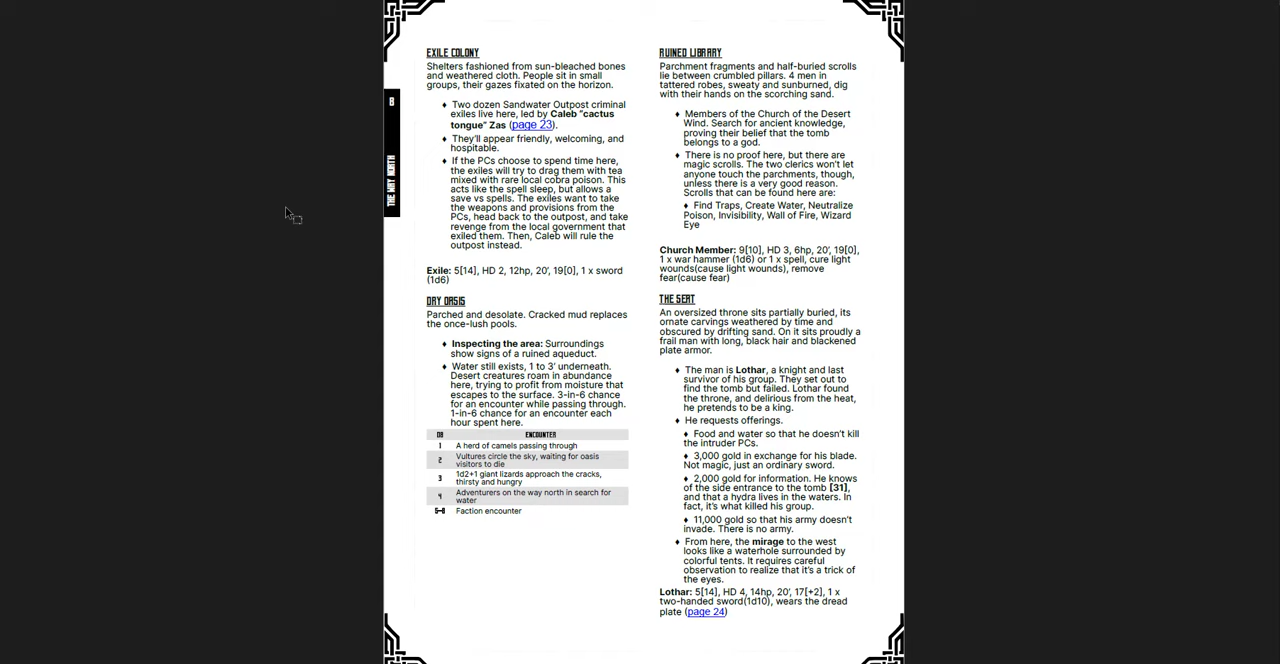 8
THE WAY NORTH
EXILE COLONY
Shelters fashioned from sun-bleached bones
and weathered cloth. People sit in small
groups, their gazes fixated on the horizon.
♦ Two dozen Sandwater Outpost criminal
exiles live here, led by Caleb "cactus
tongue" Zas (page 23).
♦ They'll appear friendly, welcoming, and
hospitable.
♦ If the PCs choose to spend time here,
the exiles will try to drag them with tea
mixed with rare local cobra poison. This
acts like the spell sleep, but allows a
save vs spells. The exiles want to take
the weapons and provisions from the
PCs, head back to the outpost, and take
revenge from the local government that
exiled them. Then, Caleb will rule the
outpost instead.
Exile: 5[14], HD 2, 12hp, 20', 19[0], 1 x sword
(1d6)
DRY OASIS
Parched and desolate. Cracked mud replaces
the once-lush pools.
♦ Inspecting the area: Surroundings
show signs of a ruined aqueduct.
♦ Water still exists, 1 to 3' underneath.
Desert creatures roam in abundance
here, trying to profit from moisture that
escapes to the surface. 3-in-6 chance
for an encounter while passing through.
1-in-6 chance for an encounter each
hour spent here.
D8 ENCOUNTER
1 A herd of camels passing through
2 Vultures circle the sky, waiting for oasis
visitors to die
3 1d2+1 giant lizards approach the cracks,
thirsty and hungry
4 Adventurers on the way north in search for
water
5-8 Faction encounter
RUINED LIBRARY
Parchment fragments and half-buried scrolls
lie between crumbled pillars. 4 men in
tattered robes, sweaty and sunburned, dig
with their hands on the scorching sand.
♦ Members of the Church of the Desert
Wind. Search for ancient knowledge,
proving their belief that the tomb
belongs to a god.
♦ There is no proof here, but there are
magic scrolls. The two clerics won't let
anyone touch the parchments, though,
unless there is a very good reason.
Scrolls that can be found here are:
♦ Find Traps, Create Water, Neutralize
Poison, Invisibility, Wall of Fire, Wizard
Eye
Church Member: 9[10], HD 3, 6hp, 20', 19[0],
1 x war hammer (1d6) or 1 x spell, cure light
wounds(cause light wounds), remove
fear(cause fear)
THE SEAT
An oversized throne sits partially buried, its
ornate carvings weathered by time and
obscured by drifting sand. On it sits proudly a
frail man with long, black hair and blackened
plate armor.
♦ The man is Lothar, a knight and last
survivor of his group. They set out to
find the tomb but failed. Lothar found
the throne, and delirious from the heat,
he pretends to be a king.
♦ He requests offerings.
♦ Food and water so that he doesn't kill
the intruder PCs.
♦ 3,000 gold in exchange for his blade.
Not magic, just an ordinary sword.
♦ 2,000 gold for information. He knows
of the side entrance to the tomb [31],
and that a hydra lives in the waters. In
fact, it's what killed his group.
♦ 11,000 gold so that his army doesn't
invade. There is no army.
♦ From here, the mirage to the west
looks like a waterhole surrounded by
colorful tents. It requires careful
observation to realize that it's a trick of
the eyes.
Lothar: 5[14], HD 4, 14hp, 20', 17[+2], 1 x
two-handed sword(1d10), wears the dread
plate (page 24)